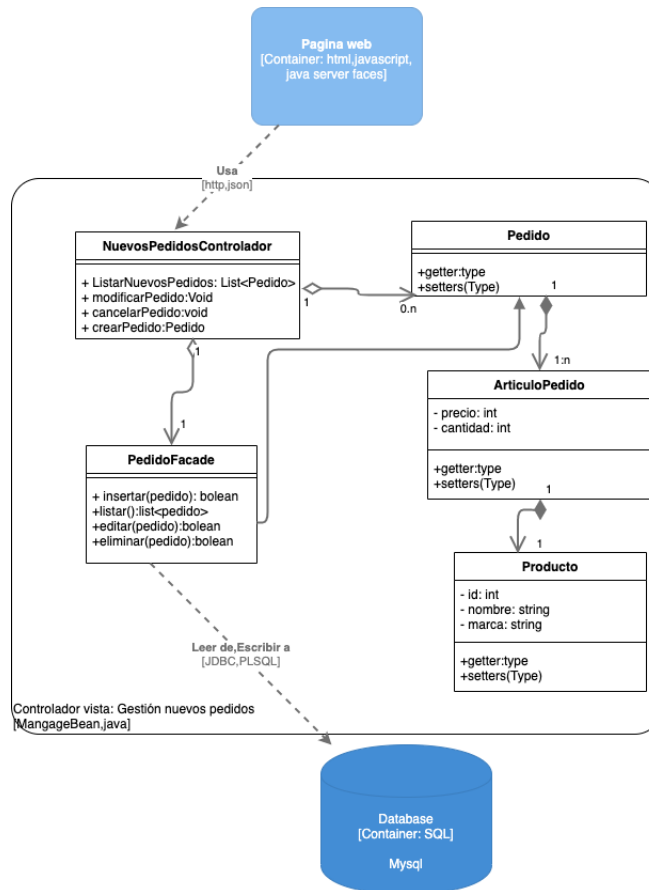 Pagina web
[Container: html,javascript,
java server faces]
Usa
[http,json]
NuevosPedidosControlador
+ ListarNuevosPedidos: List<Pedido>
+ modificarPedido:Void
+ cancelarPedido:void
+ crearPedido:Pedido
1
0.n
1
1
Pedido
+getter:type
+setters(Type)
1
1:n
ArticuloPedido
- precio: int
- cantidad: int
+getter:type
+setters(Type)
1
1
PedidoFacade
+ insertar(pedido): bolean
+listar():list<pedido>
+editar(pedido):bolean
+eliminar(pedido):bolean
Producto
- id: int
- nombre: string
- marca: string
+getter:type
+setters(Type)
Leer de,Escribir a
[JDBC,PLSQL]
Controlador vista: Gestión nuevos pedidos
[MangageBean,java]
Database
[Container: SQL]
Mysql